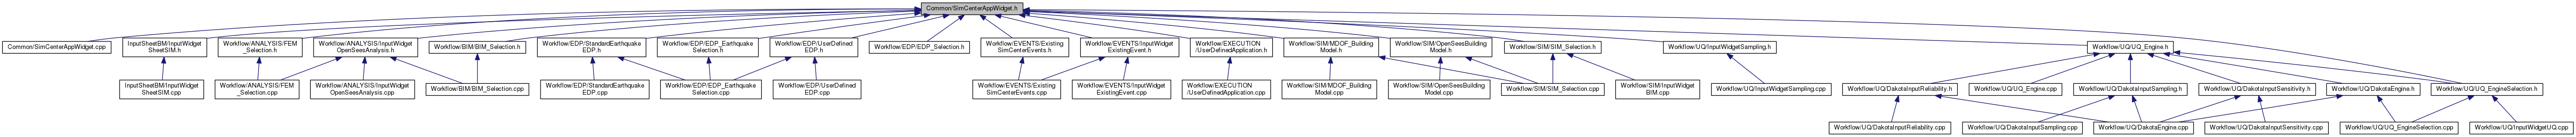 Common/SimCenterAppWidget.h
Common/SimCenterAppWidget.cpp
InputSheetBM/InputWidget
SheetSIM.h
Workflow/ANALYSIS/FEM
_Selection.h
Workflow/ANALYSIS/InputWidget
OpenSeesAnalysis.h
Workflow/BIM/BIM_Selection.h
Workflow/EDP/StandardEarthquake
EDP.h
Workflow/EDP/EDP_Earthquake
Selection.h
Workflow/EDP/UserDefined
EDP.h
Workflow/EDP/EDP_Selection.h
Workflow/EVENTS/Existing
SimCenterEvents.h
Workflow/EVENTS/InputWidget
ExistingEvent.h
Workflow/EXECUTION
/UserDefinedApplication.h
Workflow/SIM/MDOF_Building
Model.h
Workflow/SIM/OpenSeesBuilding
Model.h
Workflow/SIM/SIM_Selection.h
Workflow/UQ/InputWidgetSampling.h
Workflow/UQ/UQ_Engine.h
InputSheetBM/InputWidget
SheetSIM.cpp
Workflow/ANALYSIS/FEM
_Selection.cpp
Workflow/ANALYSIS/InputWidget
OpenSeesAnalysis.cpp
Workflow/BIM/BIM_Selection.cpp
Workflow/EDP/StandardEarthquake
EDP.cpp
Workflow/EDP/EDP_Earthquake
Selection.cpp
Workflow/EDP/UserDefined
EDP.cpp
Workflow/EVENTS/Existing
SimCenterEvents.cpp
Workflow/EVENTS/InputWidget
ExistingEvent.cpp
Workflow/EXECUTION
/UserDefinedApplication.cpp
Workflow/SIM/MDOF_Building
Model.cpp
Workflow/SIM/OpenSeesBuilding
Model.cpp
Workflow/SIM/SIM_Selection.cpp
Workflow/SIM/InputWidget
BIM.cpp
Workflow/UQ/InputWidgetSampling.cpp
Workflow/UQ/DakotaInputReliability.h
Workflow/UQ/UQ_Engine.cpp
Workflow/UQ/DakotaInputSampling.h
Workflow/UQ/DakotaInputSensitivity.h
Workflow/UQ/DakotaEngine.h
Workflow/UQ/UQ_EngineSelection.h
Workflow/UQ/DakotaInputReliability.cpp
Workflow/UQ/DakotaInputSampling.cpp
Workflow/UQ/DakotaEngine.cpp
Workflow/UQ/DakotaInputSensitivity.cpp
Workflow/UQ/UQ_EngineSelection.cpp
Workflow/UQ/InputWidgetUQ.cpp